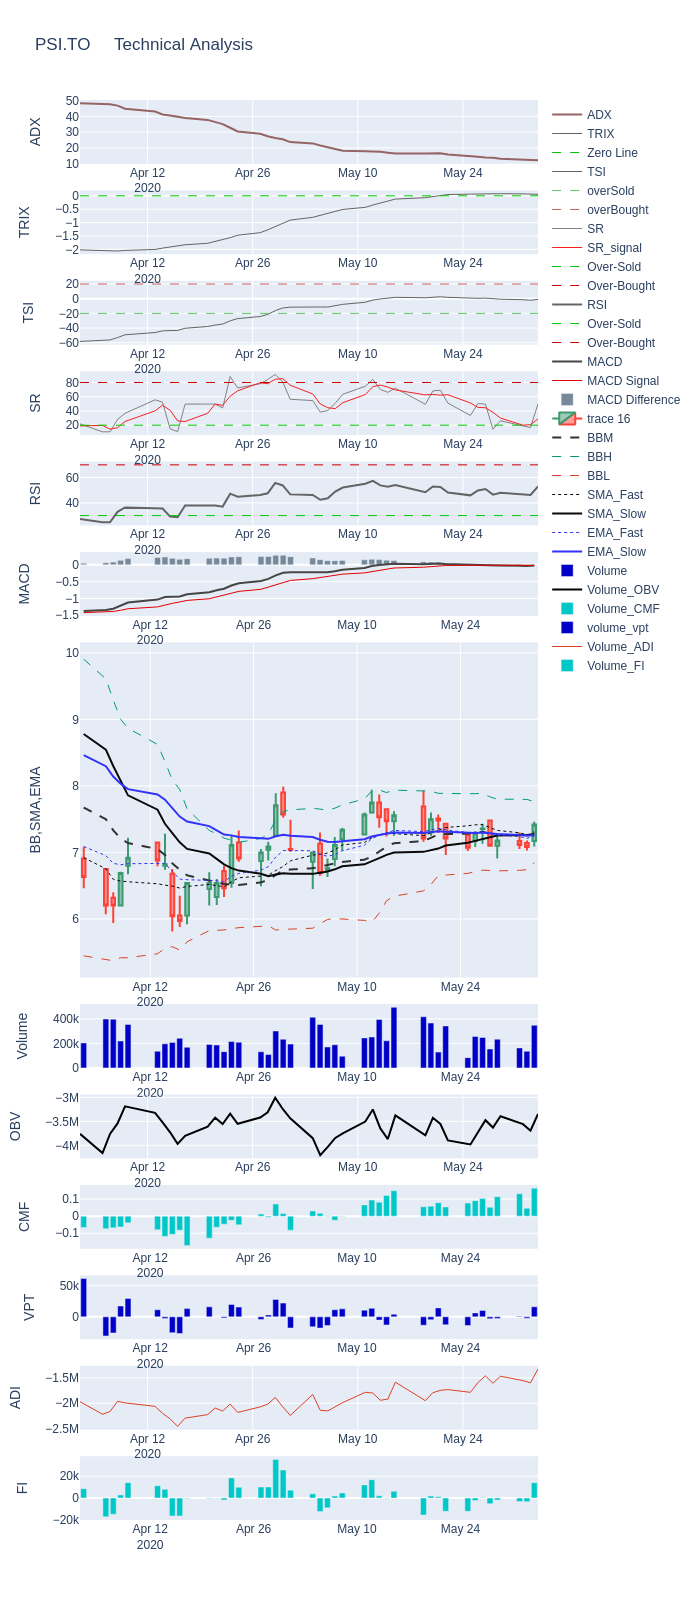 PSI.TO Technical Analysis
ADX
50
40
30
20
10
Apr 12
2020
Apr 26
May 10
May 24
TRIX
0
−0.5
−1
−1.5
−2
Apr 12
2020
Apr 26
May 10
May 24
TSI
20
0
−20
−40
−60
Apr 12
2020
Apr 26
May 10
May 24
SR
80
60
40
20
Apr 12
2020
Apr 26
May 10
May 24
RSI
60
40
Apr 12
2020
Apr 26
May 10
May 24
MACD
0
−0.5
−1
−1.5
Apr 12
2020
Apr 26
May 10
May 24
BB,SMA,EMA
10
9
8
7
6
Apr 12
2020
Apr 26
May 10
May 24
Volume
400k
200k
0
Apr 12
2020
Apr 26
May 10
May 24
OBV
−3M
−3.5M
−4M
Apr 12
2020
Apr 26
May 10
May 24
CMF
0.1
0
−0.1
Apr 12
2020
Apr 26
May 10
May 24
VPT
50k
0
Apr 12
2020
Apr 26
May 10
May 24
ADI
−1.5M
−2M
−2.5M
Apr 12
2020
Apr 26
May 10
May 24
FI
20k
0
−20k
Apr 12
2020
Apr 26
May 10
May 24
ADX
TRIX
Zero Line
TSI
overSold
overBought
SR
SR_signal
Over-Sold
Over-Bought
RSI
Over-Sold
Over-Bought
MACD
MACD Signal
MACD Difference
trace 16
BBM
BBH
BBL
SMA_Fast
SMA_Slow
EMA_Fast
EMA_Slow
Volume
Volume_OBV
Volume_CMF
volume_vpt
Volume_ADI
Volume_FI